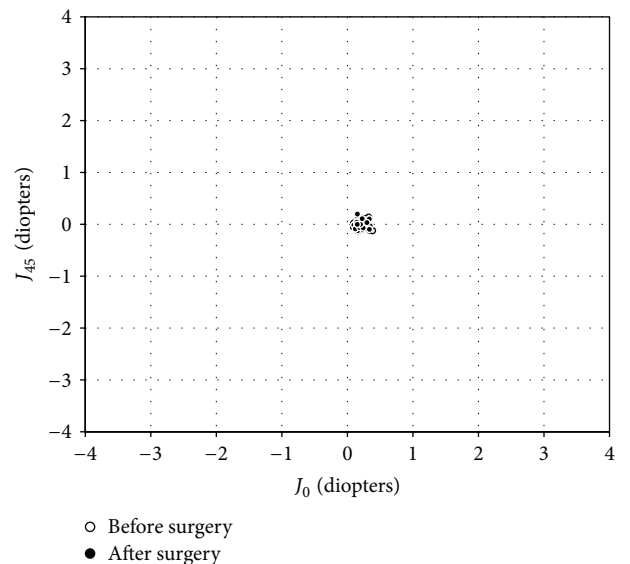 4
3
2
1
0
−1
−2
−3
−4
J45 (diopters)
−4 −3 −2 −1 0 1 2 3 4
J0 (diopters)
Before surgery
After surgery